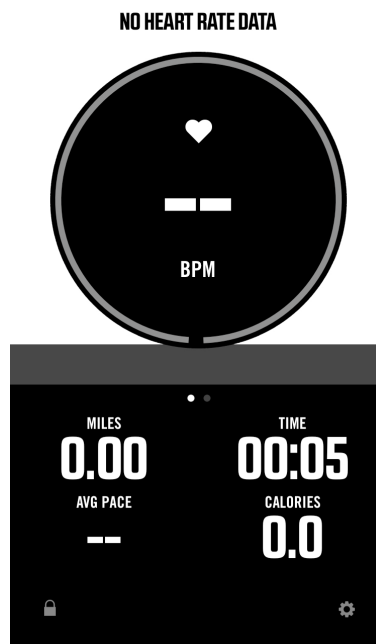 NO HEART RATE DATA
--
BPM
MILES TIME
0.00 00:05
AVG PACE CALORIES
-- 0.0